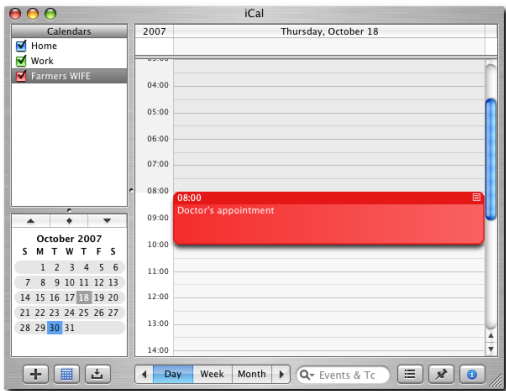 iCal
Calendars
Home
Work
Farmers WIFE
2007 Thursday, October 18
03:00
04:00
05:00
06:00
07:00
08:00
09:00
10:00
11:00
12:00
13:00
14:00
08:00
Doctor's appointment
October 2007
S M T W T F S
1 2 3 4 5 6
7 8 9 10 11 12 13
14 15 16 17 18 19 20
21 22 23 24 25 26 27
28 29 30 31
Day Week Month Events & Tc